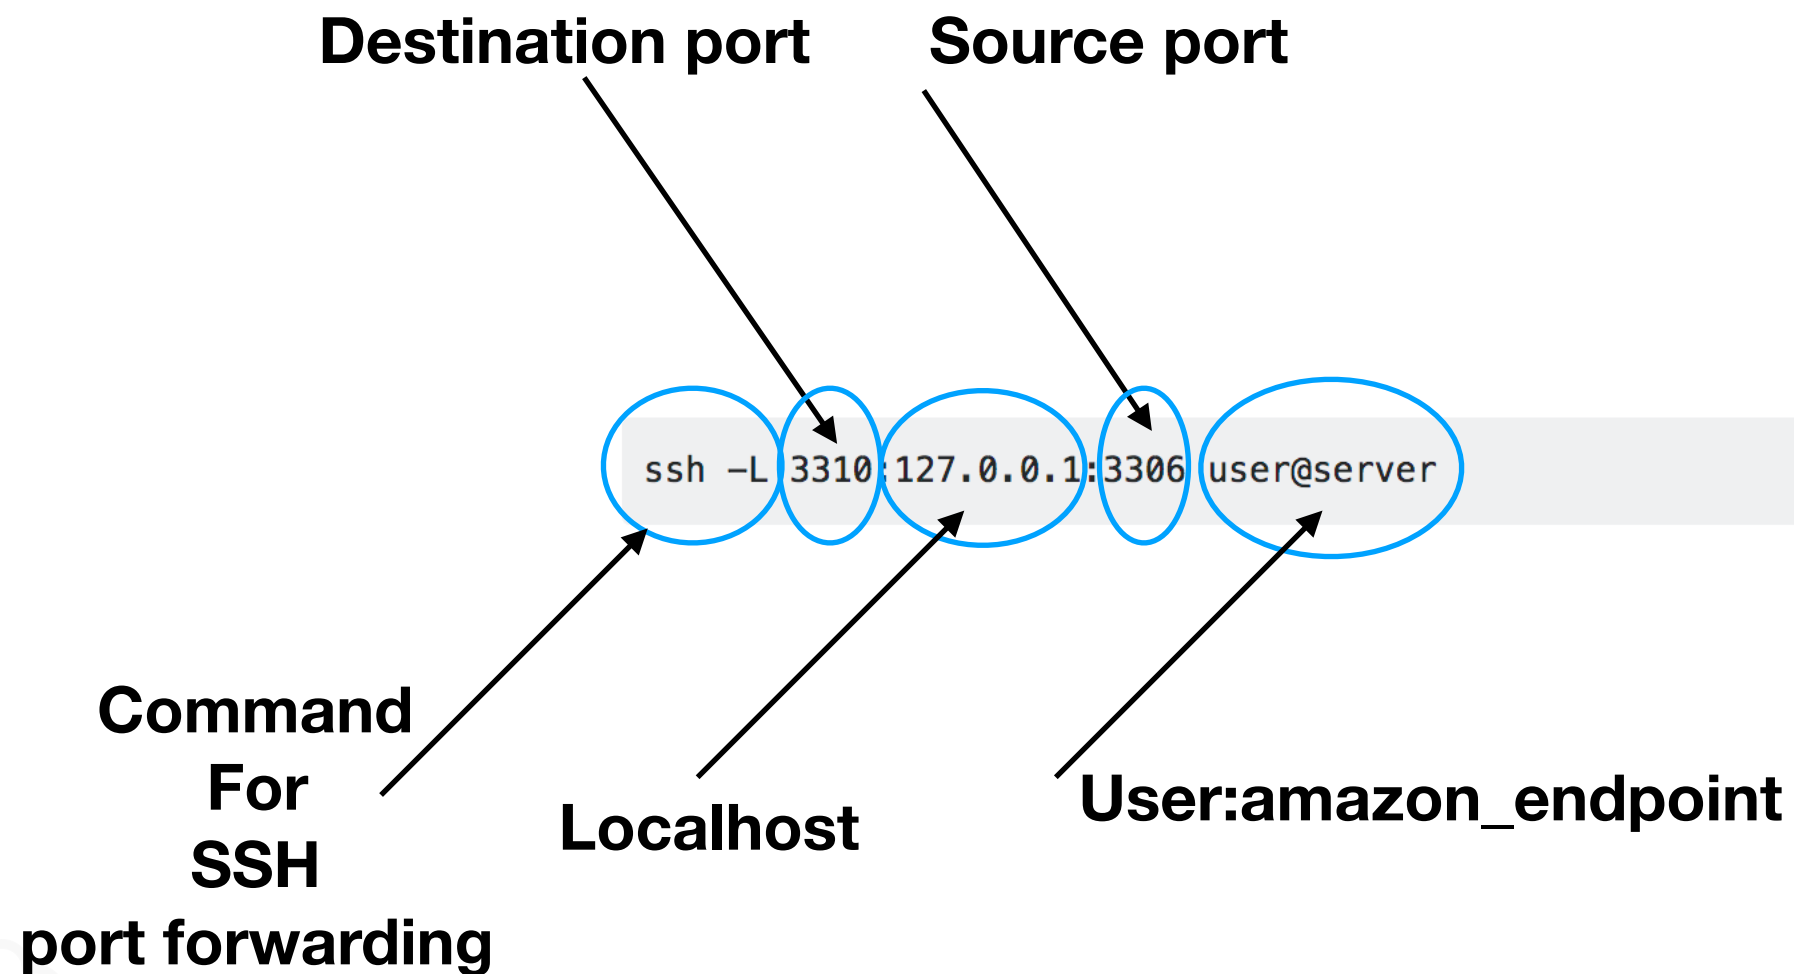 Destination port
Source port
ssh -L 3310:127.0.0.1:3306 user@server
Command
For
SSH
port forwarding
Localhost
User:amazon_endpoint